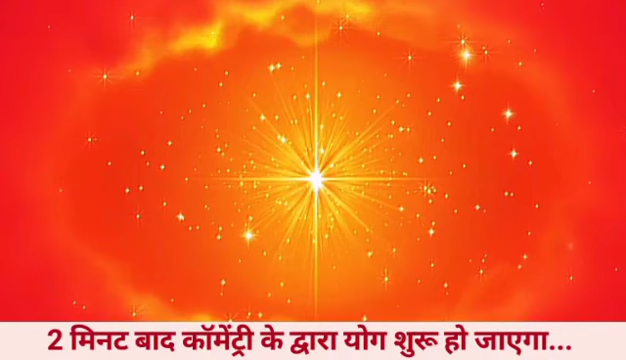 2 मिनट बाद कॉमेंट्री के द्वारा योग शुरू हो जाएगा...